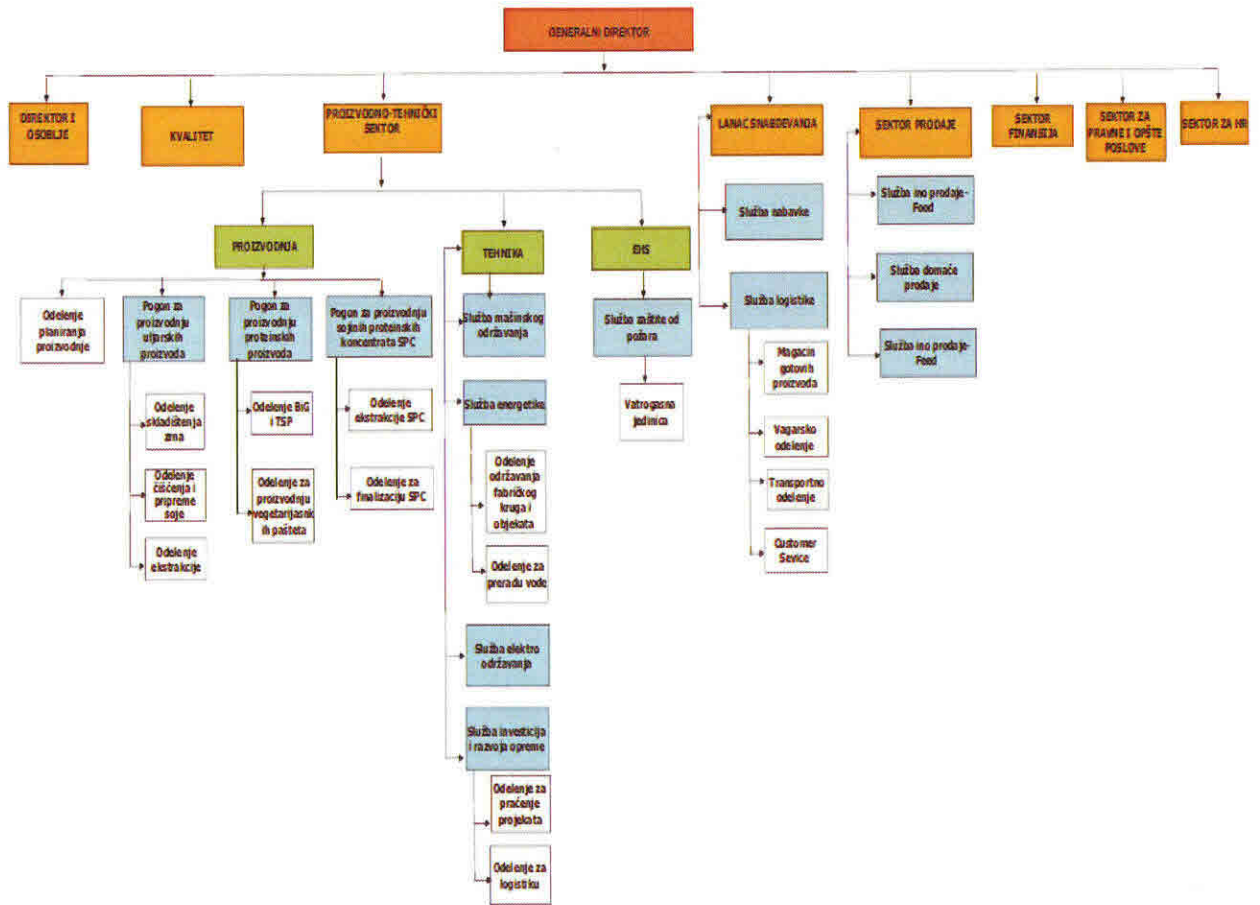 GENERALNI DIREKTOR
DIREKTOR I
OSOBLJE
KVALITET
PROIZVODNO-TEHNIČKI
SEKTOR
LANAC SNABDEVANJA
SEKTOR PRODAJE
SEKTOR
FINANSIJA
SEKTOR ZA
PRAVNE I OPŠTE
POSLOVE
SEKTOR ZA HR
PROIZVODNJA
TEHNIKA
EHS
Služba nabavke
Služba ino prodaje-
Food
Odelenje
planiranja
proizvodnje
Pogon za
proizvodnju
uljarskih
proizvoda
Pogon za
proizvodnju
proteinskih
proizvoda
Pogon za proizvodnju
sojinih proteinskih
koncentrata SPC
Služba mašinskog
održavanja
Služba zaštite od
požara
Služba logistike
Služba domaće
prodaje
Služba ino prodaje-
Food
Odelenje
skladištenja
zrna
Odelenje
čišćenja i
pripreme
soje
Odelenje
ekstrakcije
Odelenje BiG
i TSP
Odelenje za
proizvodnju
vegetarijansk
ih pašteta
Odelenje
ekstrakcije SPC
Odelenje za
finalizaciju SPC
Služba energetike
Odelenje
održavanja
fabričkog
kruga i
objekata
Odelenje za
preradu vode
Služba elektro
održavanja
Služba investicija
i razvoja opreme
Odelenje za
praćenje
projekata
Odelenje za
logistiku
Vatrogasna
jedinica
Magacin
gotovih
proizvoda
Vagarsko
odelenje
Transportno
odelenje
Customer
Sevice